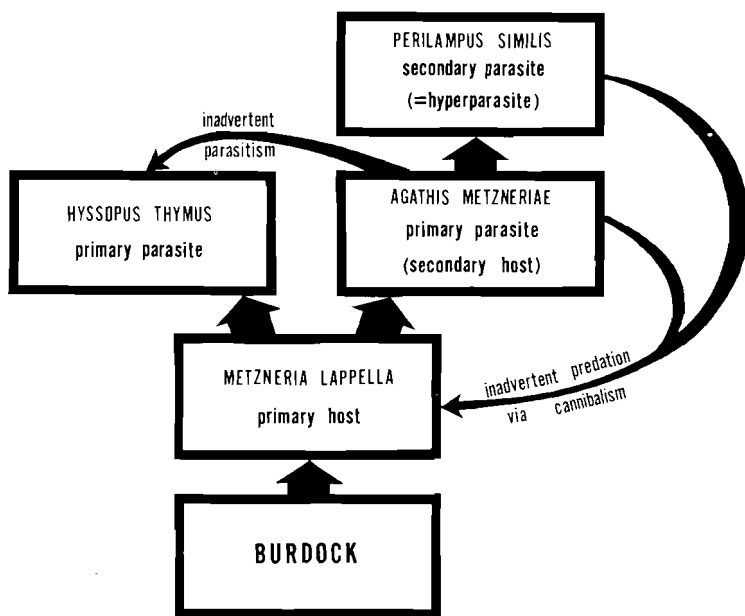 PERILAMPUS SIMILIS
secondary parasite
(=hyperparasite)
inadvertent
parasitism
HYSSOPUS THYMUS
primary parasite
AGATHIS METZNERIAE
primary parasite
(secondary host)
METZNERIA LAPPELLA
primary host
inadvertent predation
via cannibalism
BURDOCK